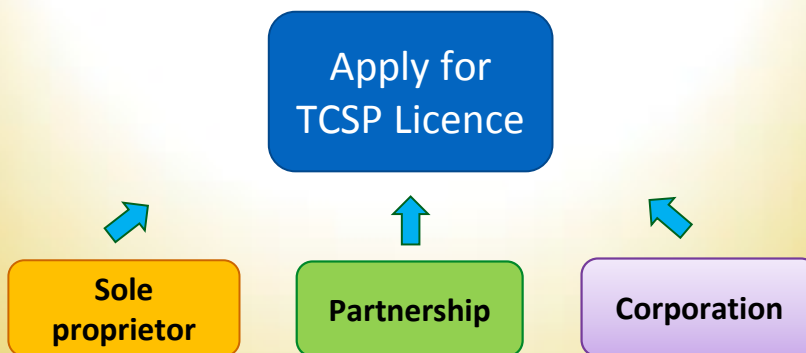 Apply for
TCSP Licence
Sole
proprietor
Partnership
Corporation